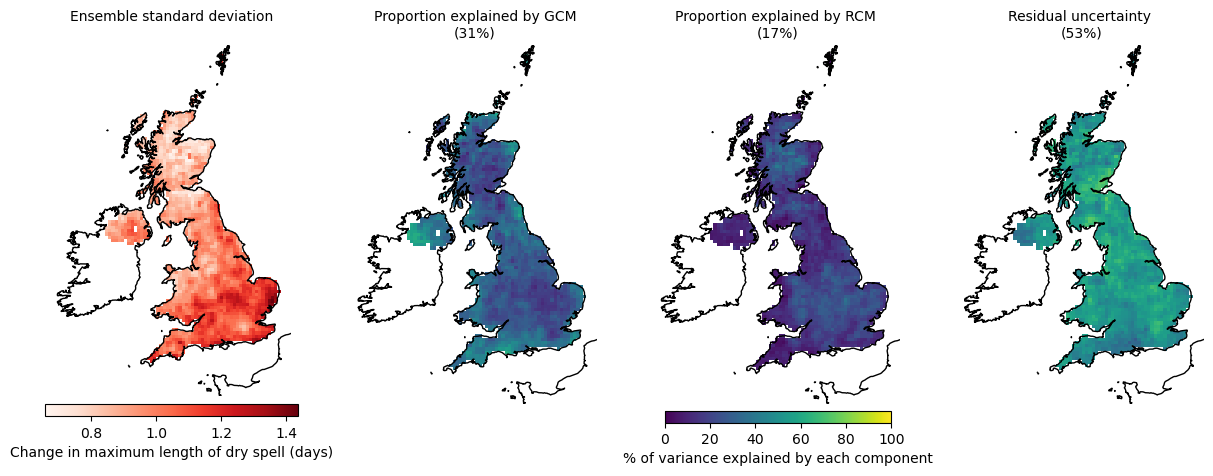 Ensemble standard deviation
Proportion explained by GCM
(31%)
Proportion explained by RCM
(17%)
Residual uncertainty
(53%)
0.8 1.0 1.2 1.4
Change in maximum length of dry spell (days)
0 20 40 60 80 100
% of variance explained by each component